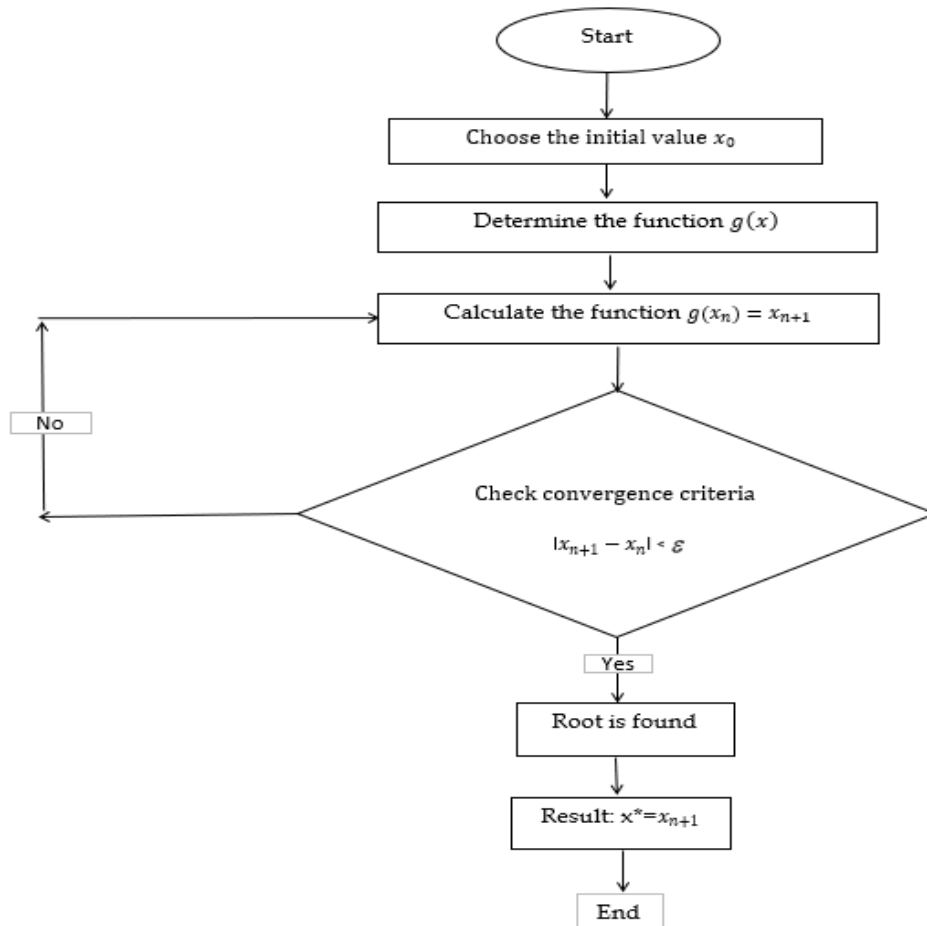 Start
Choose the initial value x₀
Determine the function g(x)
Calculate the function g(xₙ) = xₙ₊₁
No
Check convergence criteria
|xₙ₊₁ − xₙ| < ε
Yes
Root is found
Result: x*=xₙ₊₁
End